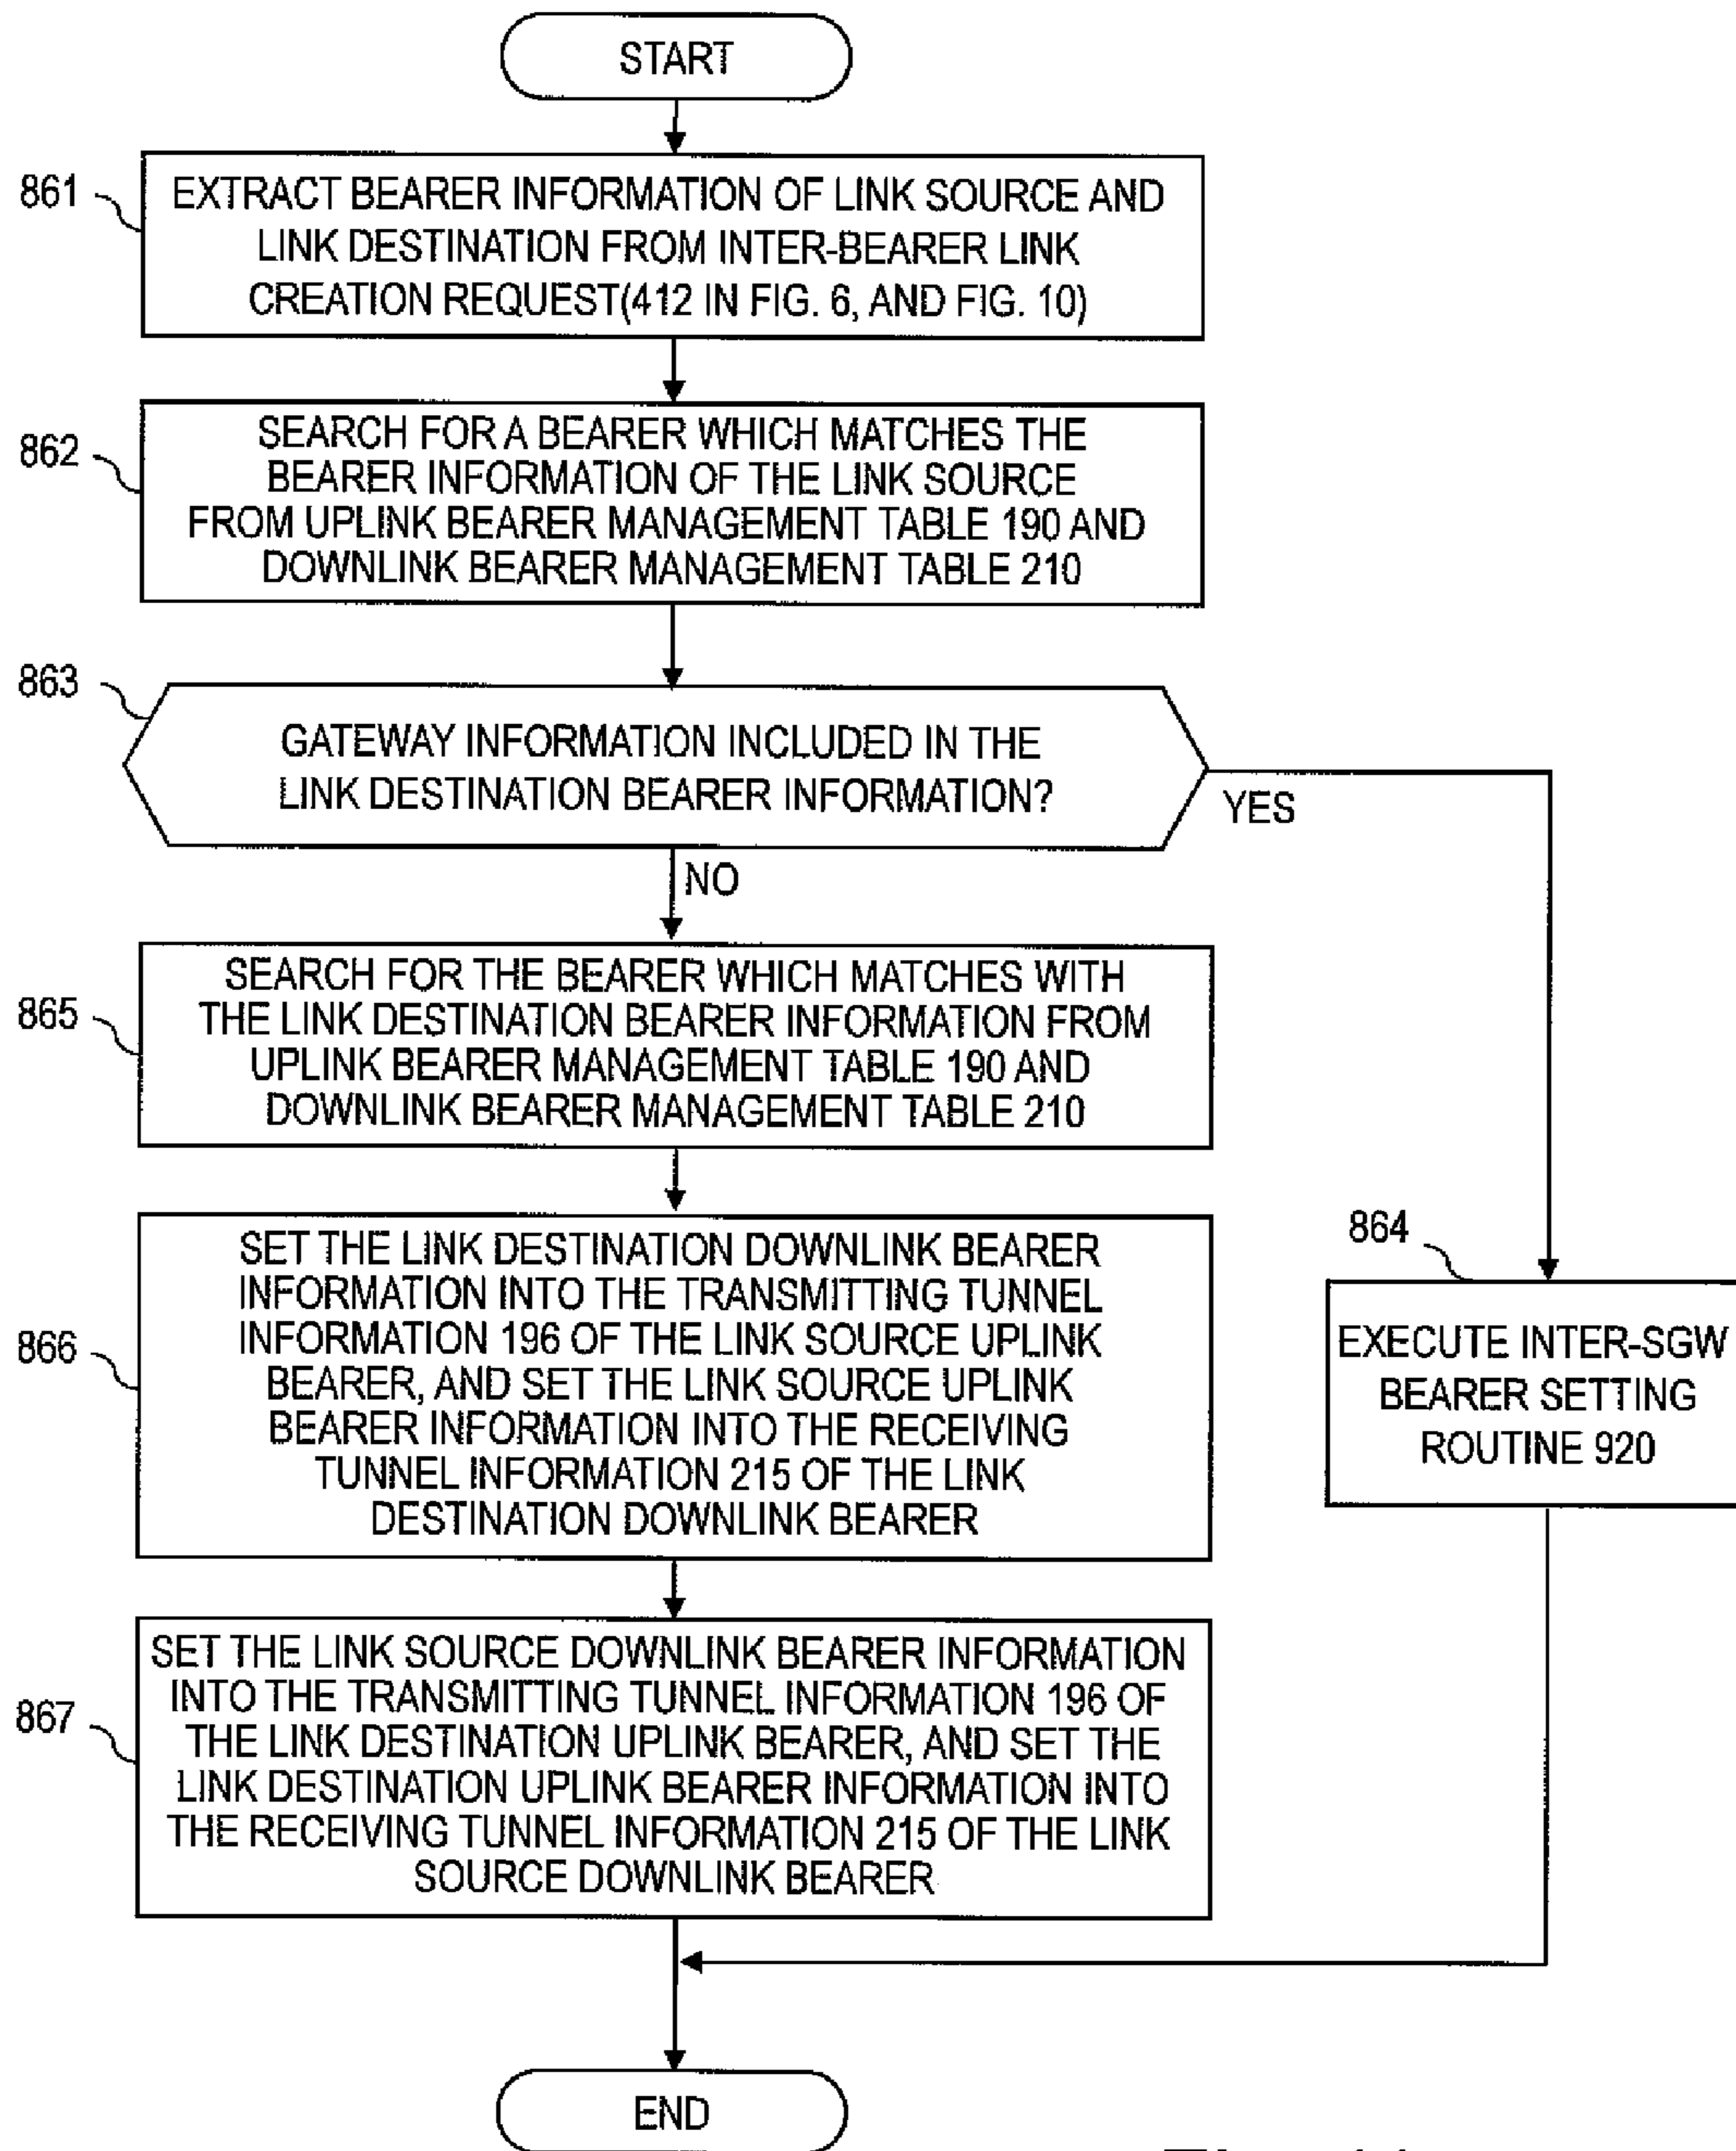 START
861
EXTRACT BEARER INFORMATION OF LINK SOURCE AND
LINK DESTINATION FROM INTER-BEARER LINK
CREATION REQUEST(412 IN FIG. 6, AND FIG. 10)
862
SEARCH FOR A BEARER WHICH MATCHES THE
BEARER INFORMATION OF THE LINK SOURCE
FROM UPLINK BEARER MANAGEMENT TABLE 190 AND
DOWNLINK BEARER MANAGEMENT TABLE 210
863
GATEWAY INFORMATION INCLUDED IN THE
LINK DESTINATION BEARER INFORMATION?
YES
NO
865
SEARCH FOR THE BEARER WHICH MATCHES WITH
THE LINK DESTINATION BEARER INFORMATION FROM
UPLINK BEARER MANAGEMENT TABLE 190 AND
DOWNLINK BEARER MANAGEMENT TABLE 210
866
SET THE LINK DESTINATION DOWNLINK BEARER
INFORMATION INTO THE TRANSMITTING TUNNEL
INFORMATION 196 OF THE LINK SOURCE UPLINK
BEARER, AND SET THE LINK SOURCE UPLINK
BEARER INFORMATION INTO THE RECEIVING
TUNNEL INFORMATION 215 OF THE LINK
DESTINATION DOWNLINK BEARER
864
EXECUTE INTER-SGW
BEARER SETTING
ROUTINE 920
867
SET THE LINK SOURCE DOWNLINK BEARER INFORMATION
INTO THE TRANSMITTING TUNNEL INFORMATION 196 OF
THE LINK DESTINATION UPLINK BEARER, AND SET THE
LINK DESTINATION UPLINK BEARER INFORMATION INTO
THE RECEIVING TUNNEL INFORMATION 215 OF THE LINK
SOURCE DOWNLINK BEARER
END